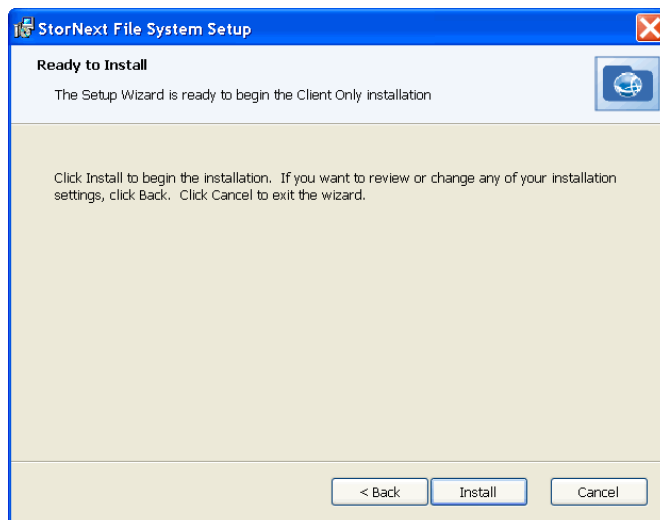 StorNext File System Setup
Ready to Install
The Setup Wizard is ready to begin the Client Only installation
Click Install to begin the installation.  If you want to review or change any of your installation
settings, click Back.  Click Cancel to exit the wizard.
< Back
Install
Cancel